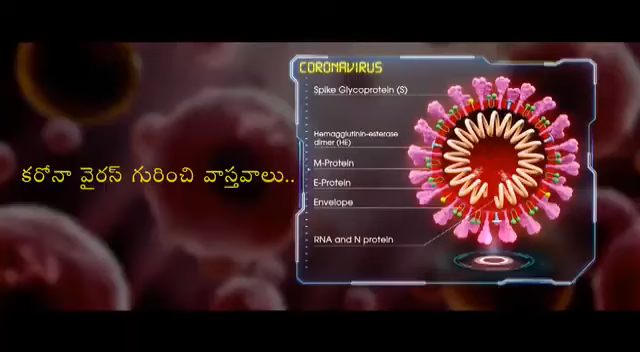 కరోనా వైరస్ గురించి వాస్తవాలు..
CORONAVIRUS
Spike Glycoprotein (S)
Hemagglutinin-esterase
dimer (HE)
M-Protein
E-Protein
Envelope
RNA and N protein